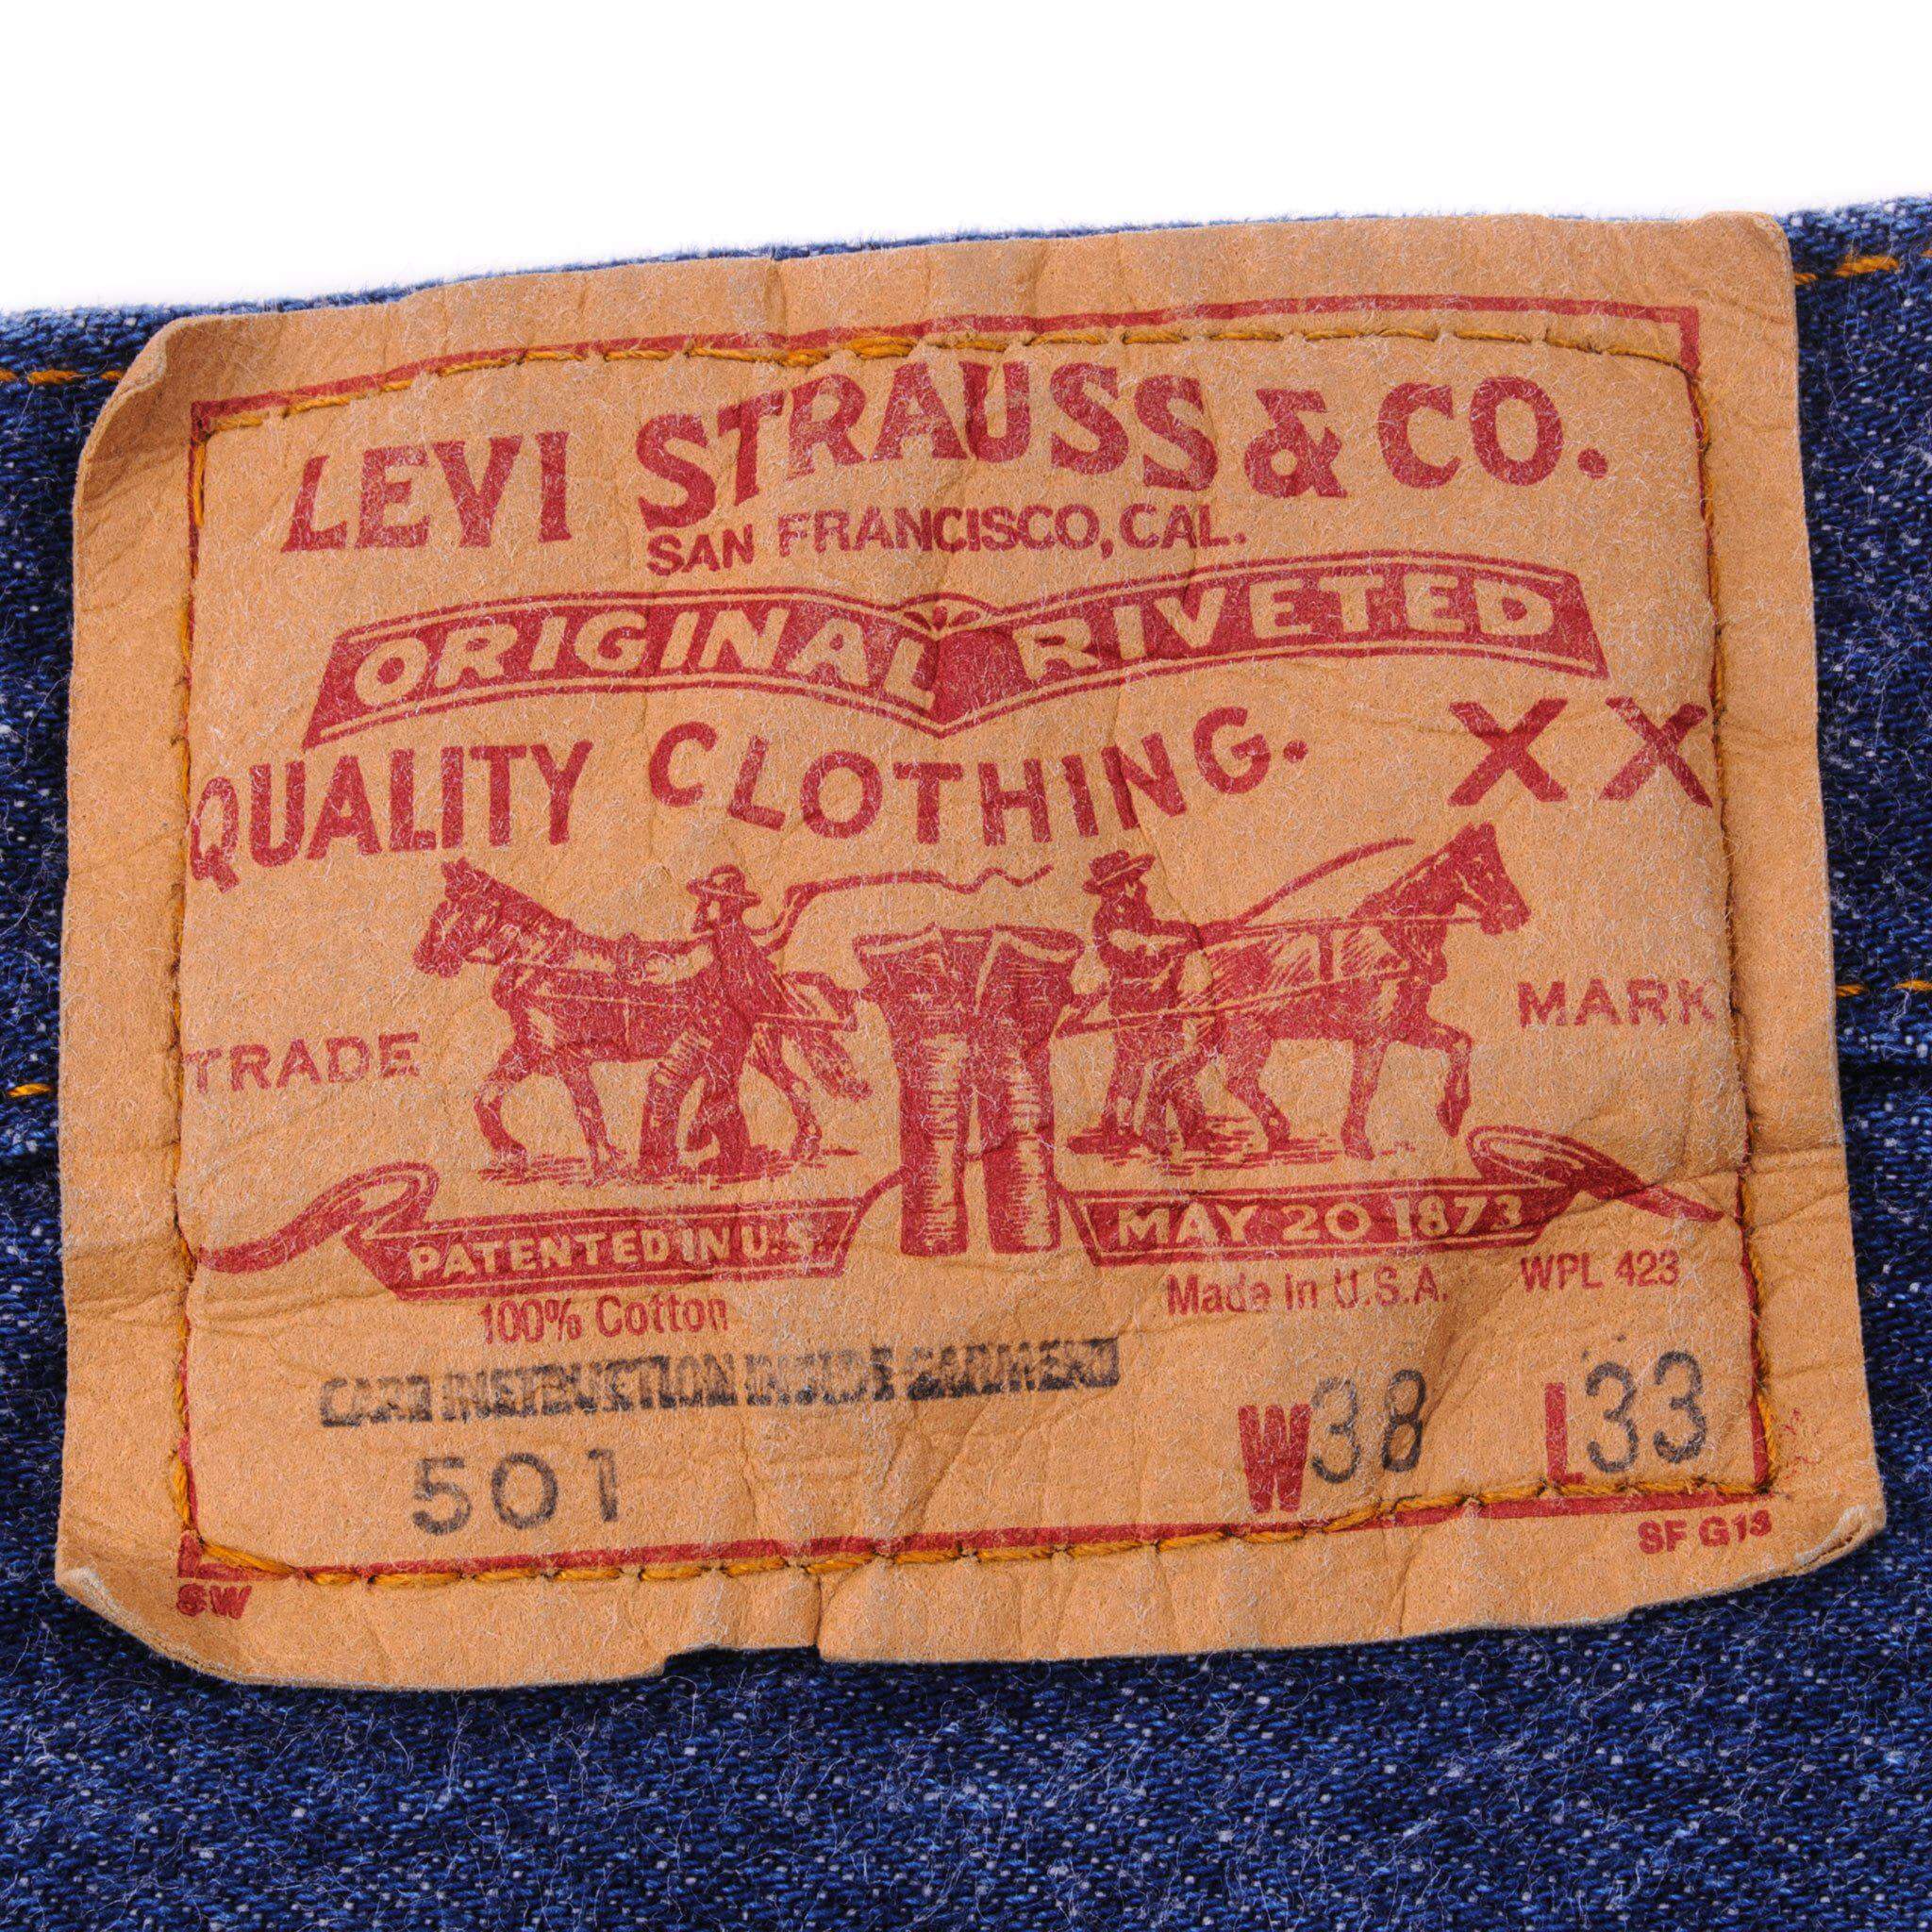 LEVI STRAUSS & CO.
SAN FRANCISCO, CAL.
ORIGINAL RIVETED
QUALITY CLOTHING. XX
TRADE MARK
PATENTED IN U.S. MAY 20 1873
100% Cotton Made in U.S.A. WPL 423
CARE INSTRUCTION INSIDE GARMENT
501 W38 L33
SW SF G13